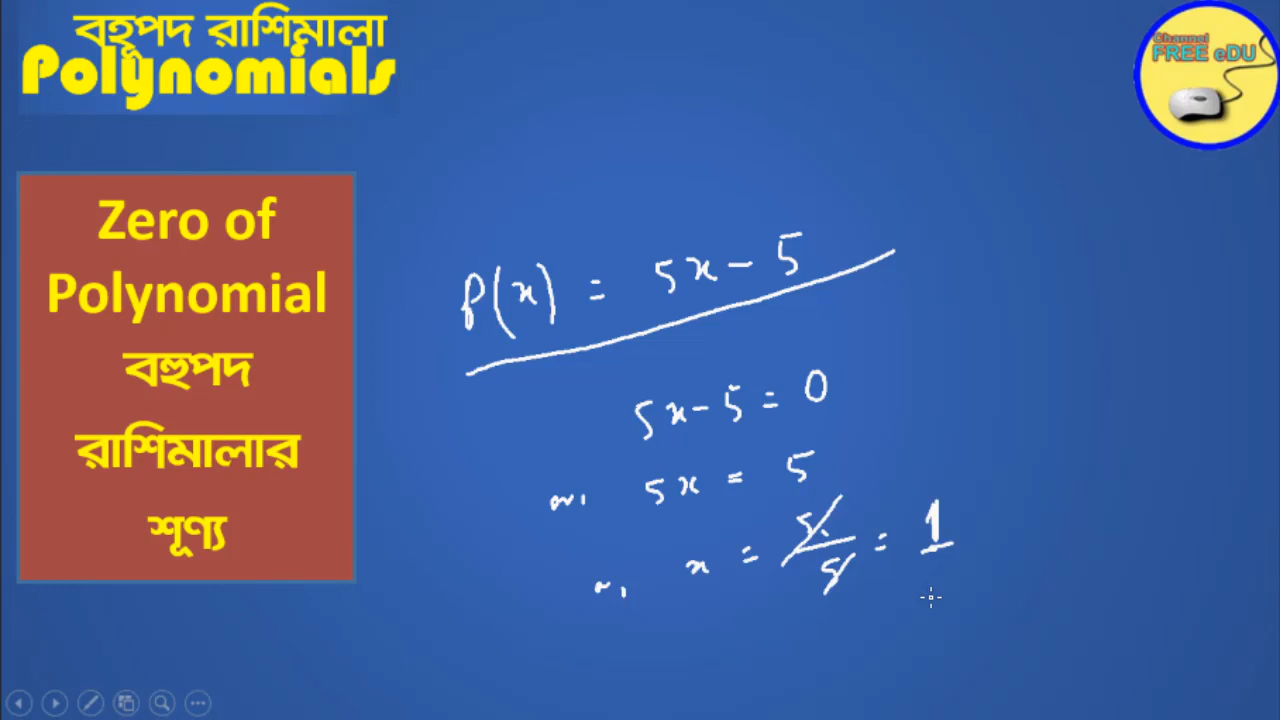 বহুপদ রাশিমালা
Polynomials
Channel
FREE eDU
Zero of
Polynomial
বহুপদ
রাশিমালার
শূণ্য
P(x) = 5x - 5
5x - 5 = 0
5x = 5
x = 5/5 = 1